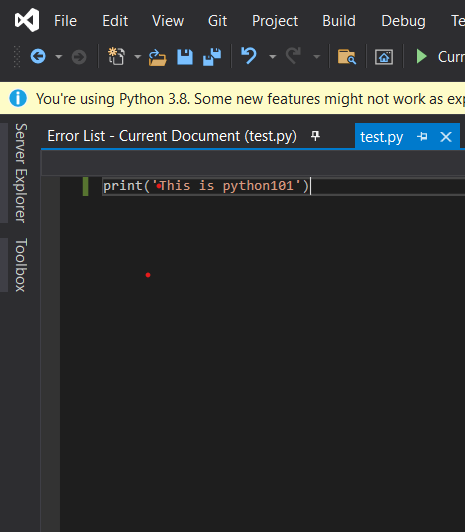 File Edit View Git Project Build Debug
Curr
You're using Python 3.8. Some new features might not work as exp
Server Explorer
Toolbox
Error List - Current Document (test.py) test.py
print('This is python101')